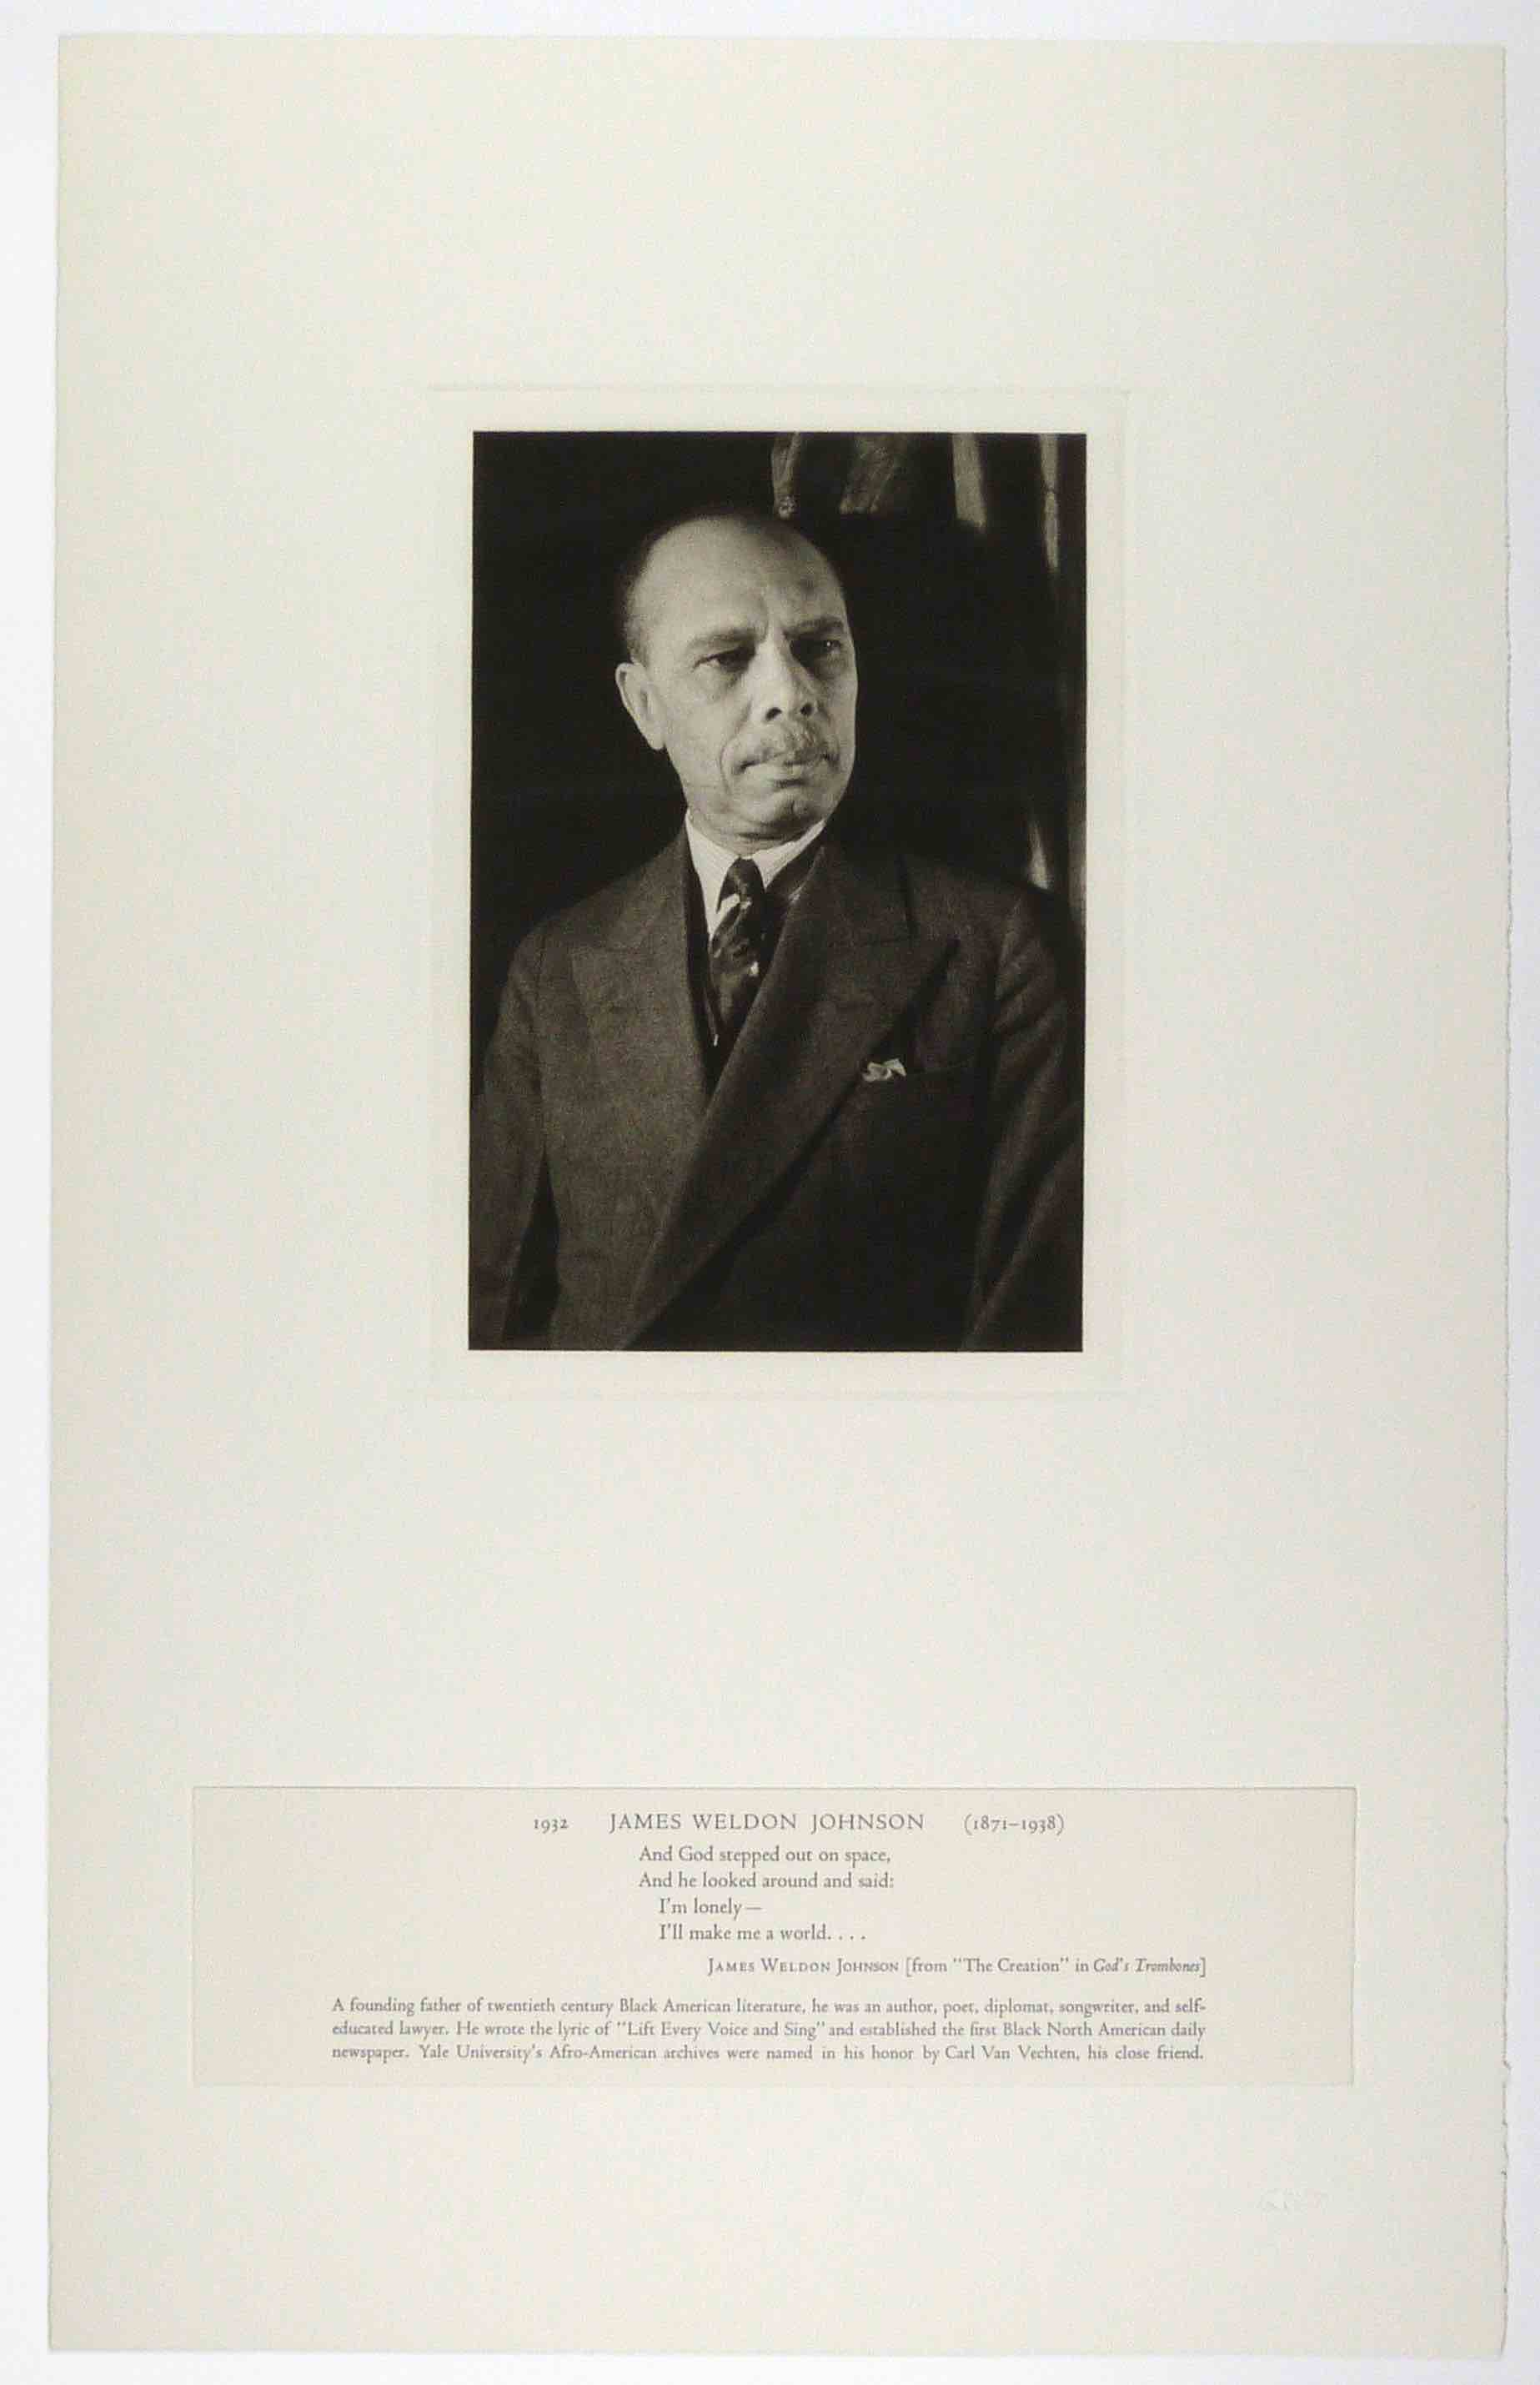 1932 JAMES WELDON JOHNSON (1871–1938)
And God stepped out on space,
And he looked around and said:
I'm lonely—
I'll make me a world. . . .
JAMES WELDON JOHNSON [from "The Creation" in God's Trombones]
A founding father of twentieth century Black American literature, he was an author, poet, diplomat, songwriter, and self-
educated lawyer. He wrote the lyric of "Lift Every Voice and Sing" and established the first Black North American daily
newspaper. Yale University's Afro-American archives were named in his honor by Carl Van Vechten, his close friend.